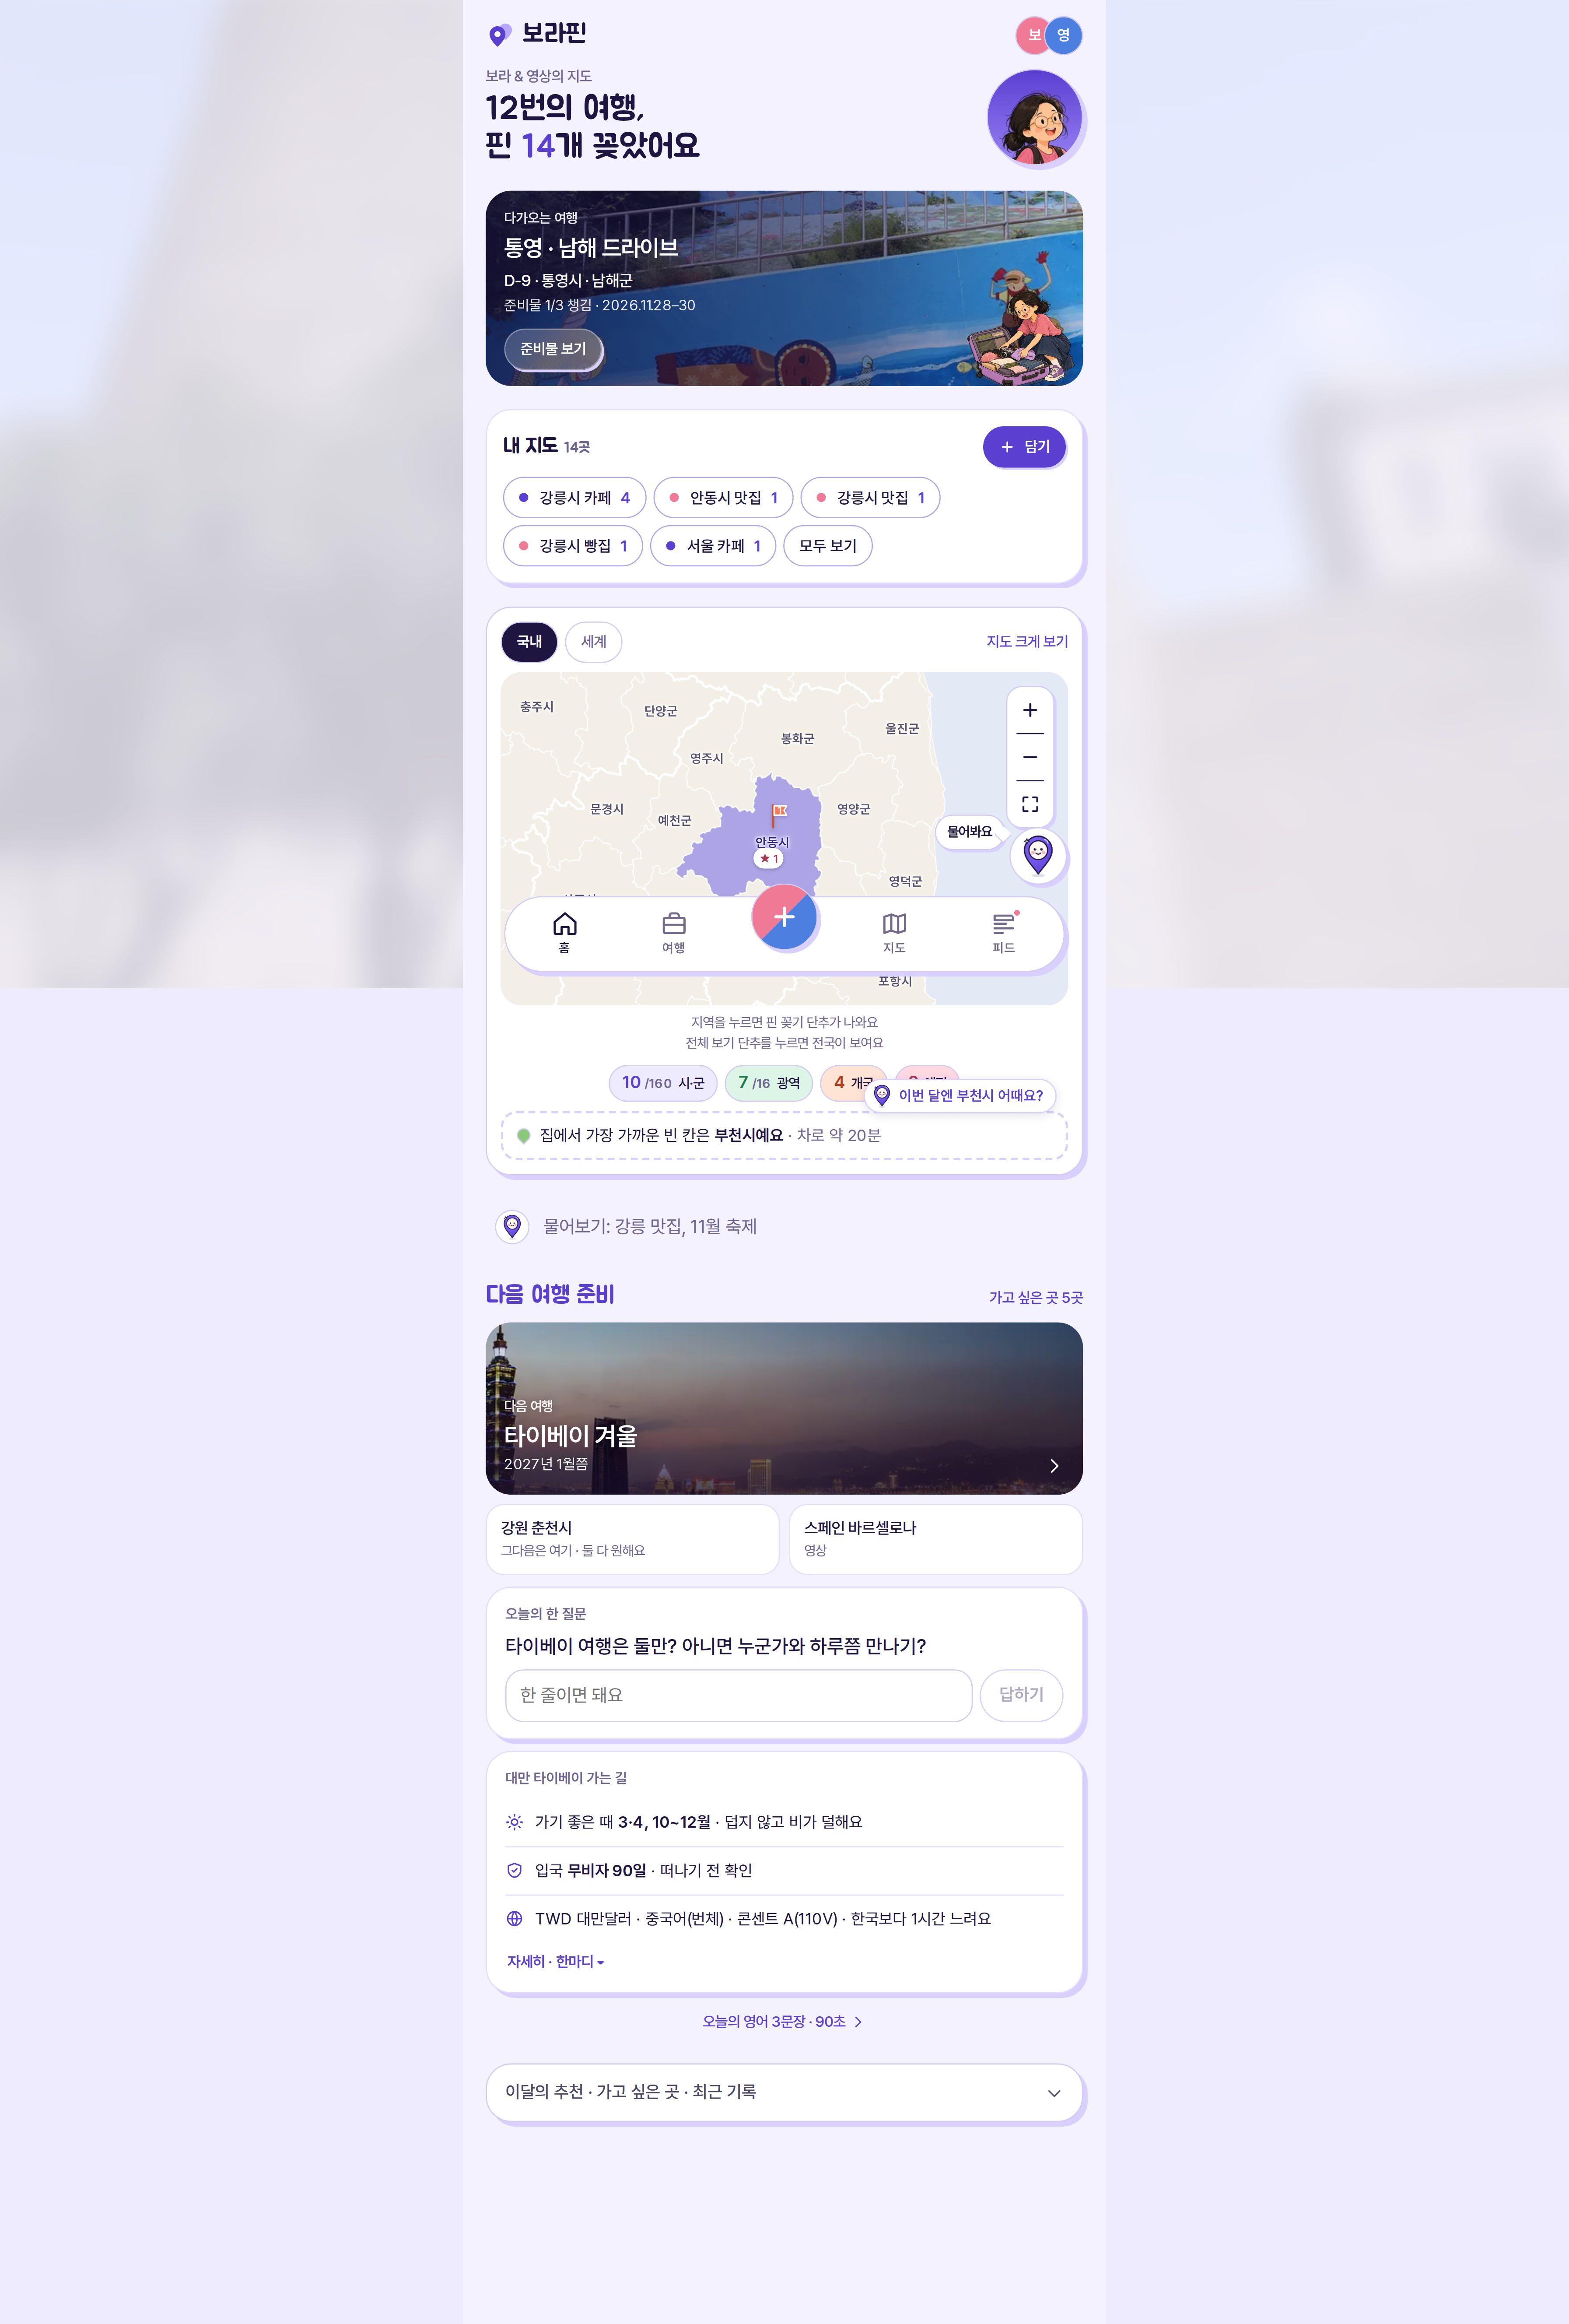 보라핀
보 영
보라 & 영상의 지도
12번의 여행,
핀 14개 꽂았어요
다가오는 여행
통영 · 남해 드라이브
D-9 · 통영시 · 남해군
준비물 1/3 챙김 · 2026.11.28–30
준비물 보기
내 지도 14곳
+ 담기
강릉시 카페 4
안동시 맛집 1
강릉시 맛집 1
강릉시 빵집 1
서울 카페 1
모두 보기
국내
세계
지도 크게 보기
충주시
단양군
울진군
봉화군
영주시
문경시
예천군
영양군
물어봐요
안동시
★ 1
영덕군
홈
여행
지도
피드
포항시
지역을 누르면 핀 꽂기 단추가 나와요
전체 보기 단추를 누르면 전국이 보여요
10 /160 시·군
7 /16 광역
4 개국
이번 달엔 부천시 어때요?
집에서 가장 가까운 빈 칸은 부천시예요 · 차로 약 20분
물어보기: 강릉 맛집, 11월 축제
다음 여행 준비
가고 싶은 곳 5곳
다음 여행
타이베이 겨울
2027년 1월쯤
강원 춘천시
그다음은 여기 · 둘 다 원해요
스페인 바르셀로나
영상
오늘의 한 질문
타이베이 여행은 둘만? 아니면 누군가와 하루쯤 만나기?
한 줄이면 돼요
답하기
대만 타이베이 가는 길
가기 좋은 때 3·4, 10~12월 · 덥지 않고 비가 덜해요
입국 무비자 90일 · 떠나기 전 확인
TWD 대만달러 · 중국어(번체) · 콘센트 A(110V) · 한국보다 1시간 느려요
자세히 · 한마디
오늘의 영어 3문장 · 90초
이달의 추천 · 가고 싶은 곳 · 최근 기록